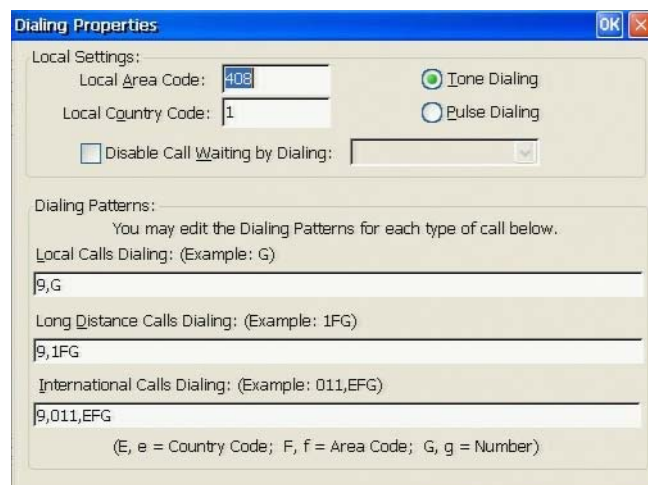 Dialing Properties OK
Local Settings:
Local Area Code: 408 Tone Dialing
Local Country Code: 1 Pulse Dialing
Disable Call Waiting by Dialing:
Dialing Patterns:
You may edit the Dialing Patterns for each type of call below.
Local Calls Dialing: (Example: G)
9,G
Long Distance Calls Dialing: (Example: 1FG)
9,1FG
International Calls Dialing: (Example: 011,EFG)
9,011,EFG
(E, e = Country Code; F, f = Area Code; G, g = Number)